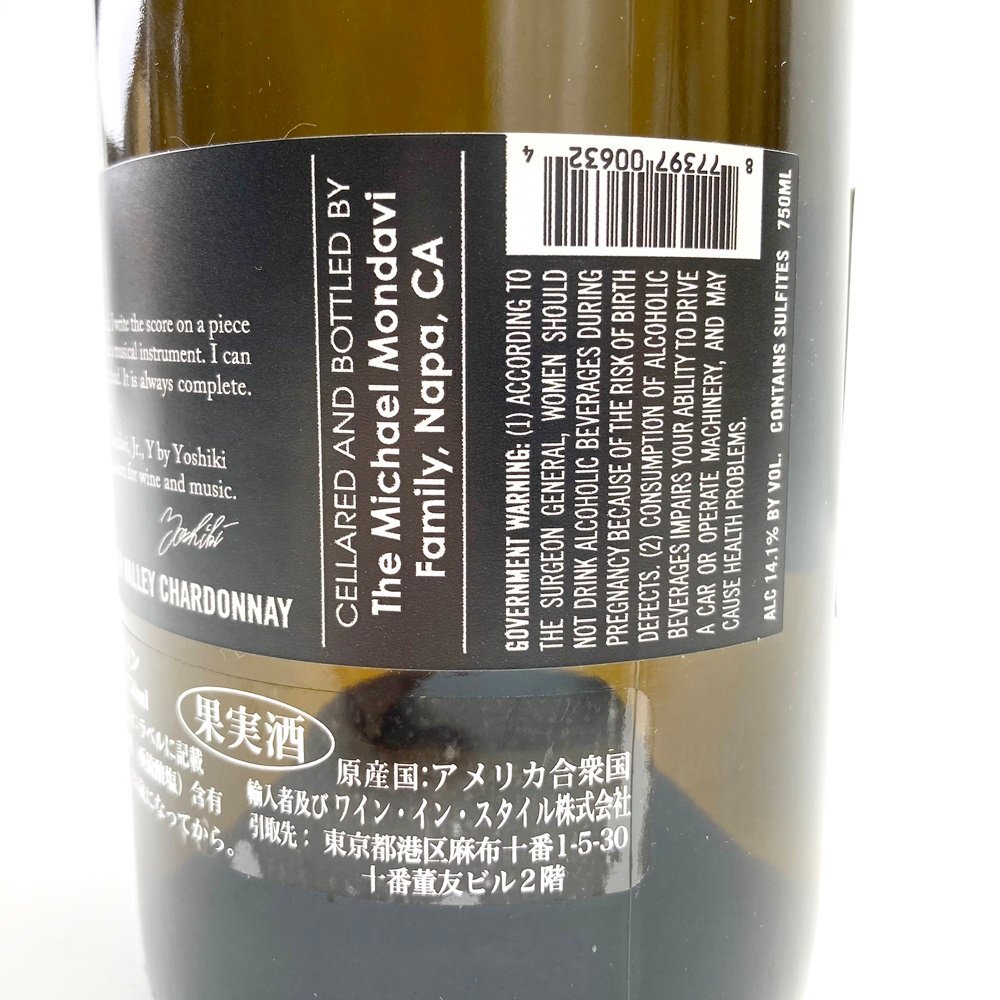 write the score on a piece
musical instrument. I can
It is always complete.
Jr., Y by Yoshiki
for wine and music.
Yoshiki
VALLEY CHARDONNAY
CELLARED AND BOTTLED BY
The Michael Mondavi
Family, Napa, CA
8 77397 00632 4
GOVERNMENT WARNING: (1) ACCORDING TO
THE SURGEON GENERAL, WOMEN SHOULD
NOT DRINK ALCOHOLIC BEVERAGES DURING
PREGNANCY BECAUSE OF THE RISK OF BIRTH
DEFECTS. (2) CONSUMPTION OF ALCOHOLIC
BEVERAGES IMPAIRS YOUR ABILITY TO DRIVE
A CAR OR OPERATE MACHINERY, AND MAY
CAUSE HEALTH PROBLEMS.
ALC 14.1% BY VOL. CONTAINS SULFITES 750ML
果実酒
ラベルに記載
含有
になってから。
原産国:アメリカ合衆国
輸入者及び ワイン・イン・スタイル株式会社
引取先: 東京都港区麻布十番1-5-30
十番董友ビル2階